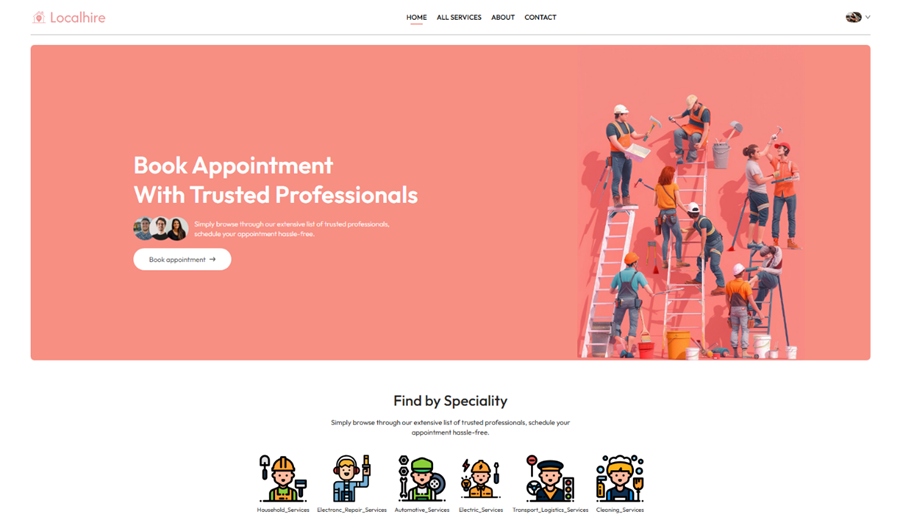 Localhire
HOME ALL SERVICES ABOUT CONTACT
Book Appointment
With Trusted Professionals
Simply browse through our extensive list of trusted professionals,
schedule your appointment hassle-free.
Book appointment →
Find by Speciality
Simply browse through our extensive list of trusted professionals, schedule your
appointment hassle-free.
Household_Services Electronc_Repair_Services Automotive_Services Electric_Services Transport_Logistics_Services Cleaning_Services